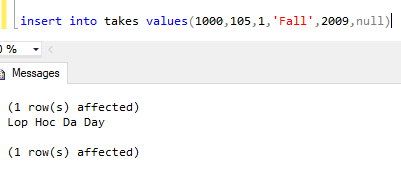 insert into takes values(1000,105,1,'Fall',2009,null)
0 %
Messages
(1 row(s) affected)
Lop Hoc Da Day
(1 row(s) affected)